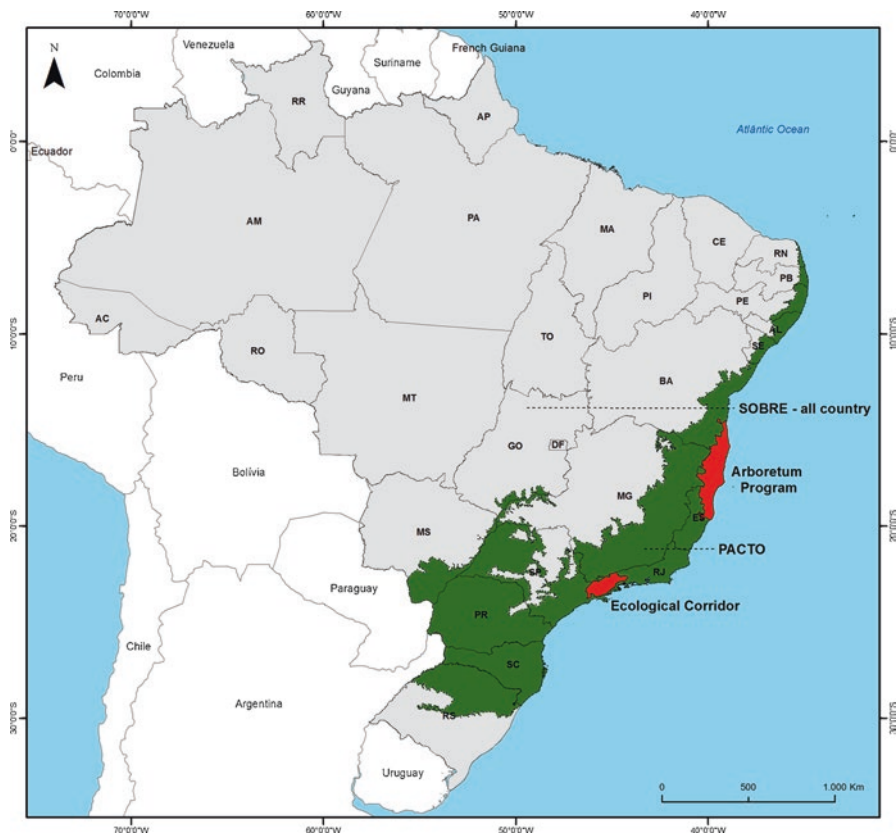 70°0'0"W 60°0'0"W 50°0'0"W 40°0'0"W
N
Venezuela
Suriname
French Guiana
Colombia
Guyana
RR
AP
Atlântic Ocean
0°0'0"
Ecuador
AM
PA
MA
CE
RN
PB
PI
PE
AC
AL
10°0'0"S
RO
TO
SE
Peru
BA
MT
SOBRE - all country
GO
DF
Bolívia
Arboretum
Program
MG
ES
20°0'0"S
MS
PACTO
SP
RJ
Paraguay
Ecological Corridor
PR
Chile
SC
Argentina
RS
30°0'0"S
Uruguay
0 500 1.000 Km
70°0'0"W 60°0'0"W 50°0'0"W 40°0'0"W